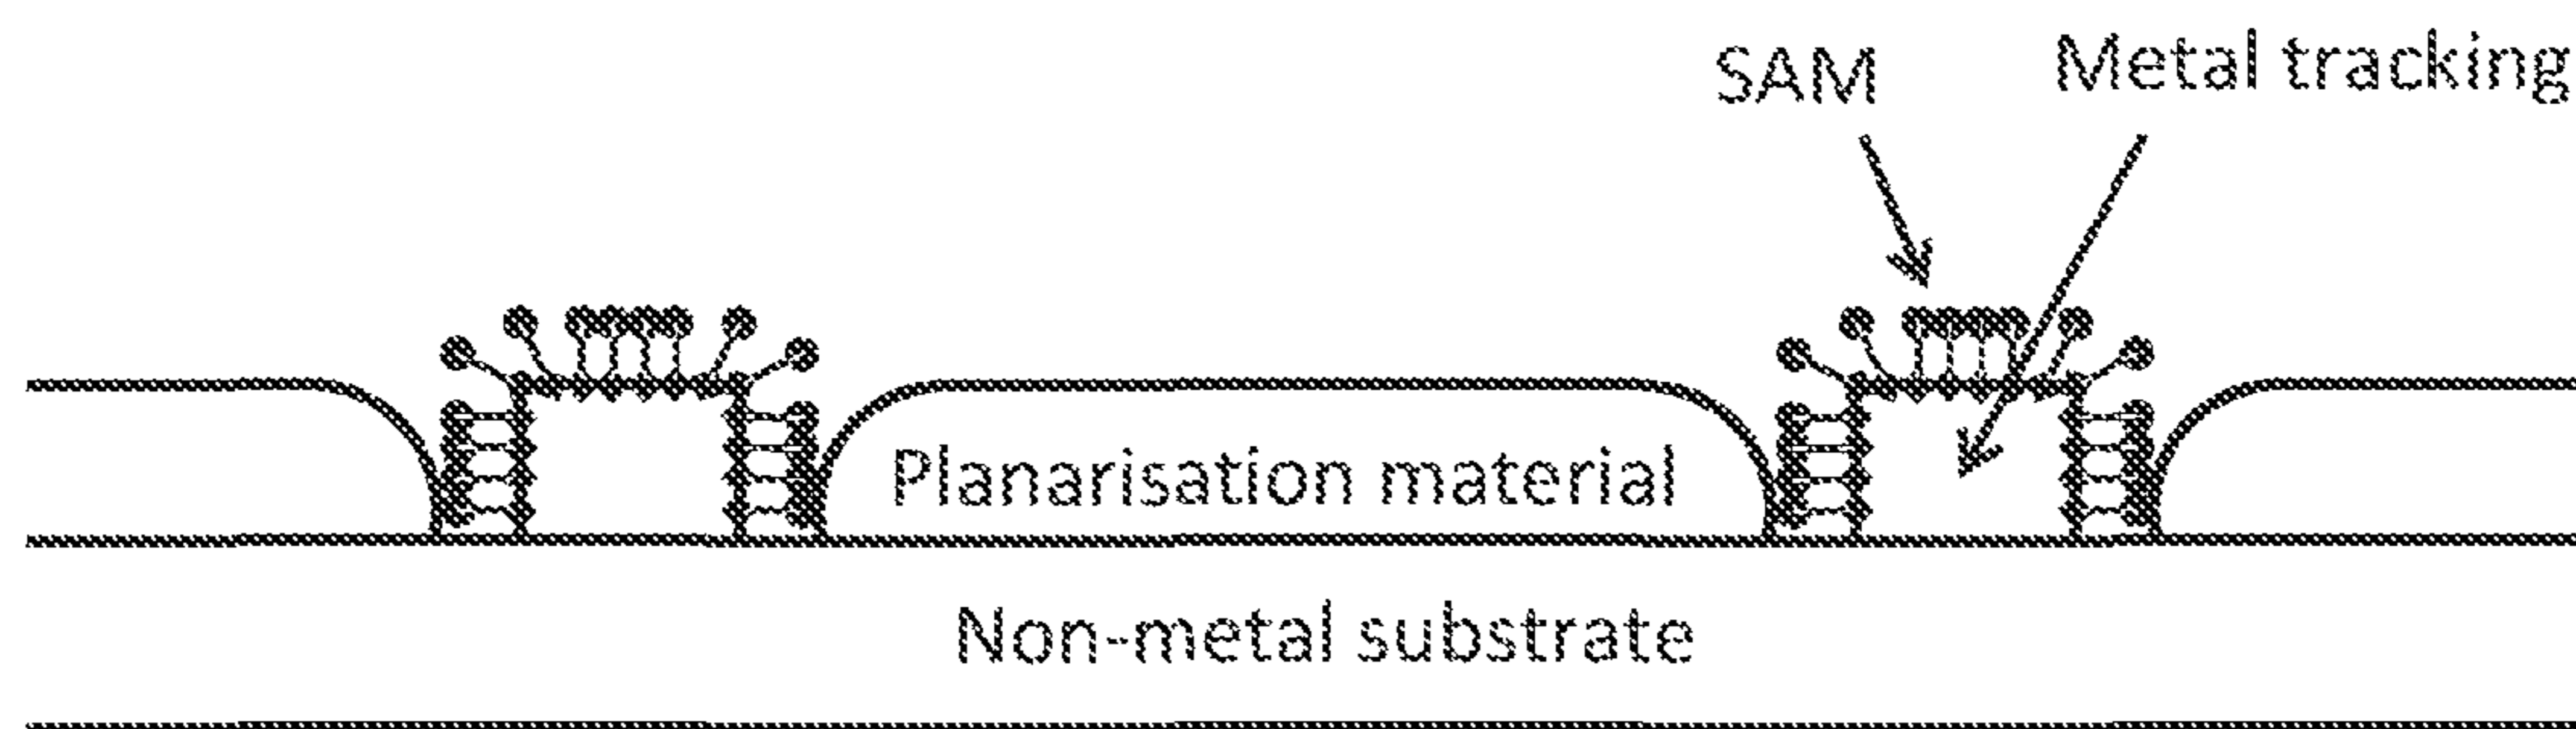 SAM
Metal tracking
Planarisation material
Non-metal substrate